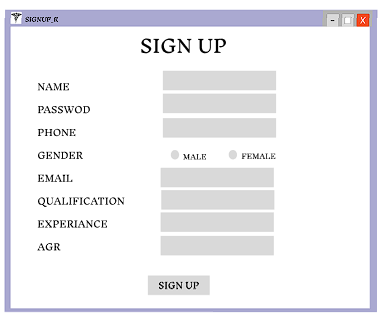 SIGNUP_R
SIGN UP
NAME
PASSWOD
PHONE
GENDER MALE FEMALE
EMAIL
QUALIFICATION
EXPERIANCE
AGR
SIGN UP